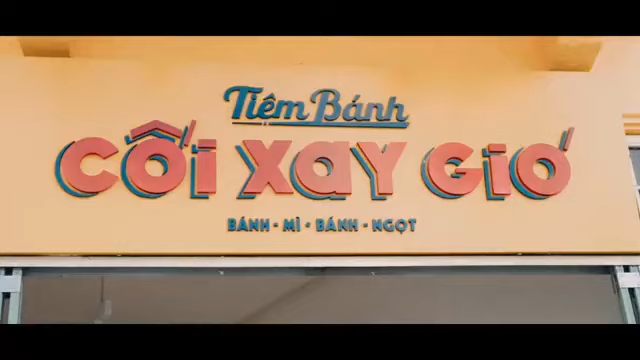 Tiệm Bánh
CỐI XAY GIÓ
BÁNH - MÌ - BÁNH - NGỌT